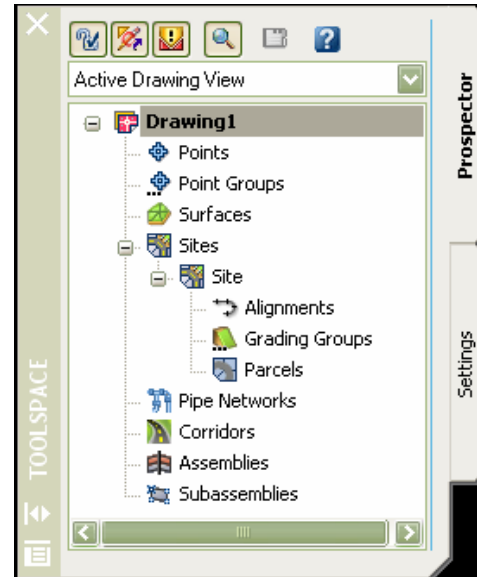 Active Drawing View
Drawing1
Points
Point Groups
Surfaces
Sites
Site
Alignments
Grading Groups
Parcels
Pipe Networks
Corridors
Assemblies
Subassemblies
TOOLSPACE
Prospector
Settings